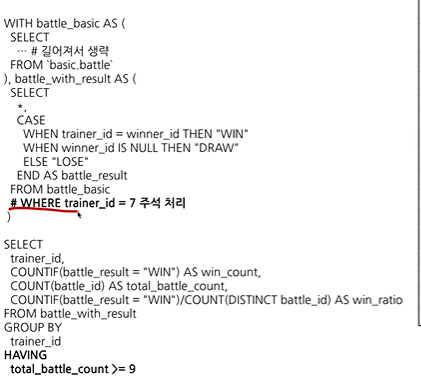 WITH battle_basic AS (
SELECT
… # 길어져서 생략
FROM `basic.battle`
), battle_with_result AS (
SELECT
*,
CASE
WHEN trainer_id = winner_id THEN "WIN"
WHEN winner_id IS NULL THEN "DRAW"
ELSE "LOSE"
END AS battle_result
FROM battle_basic
# WHERE trainer_id = 7 주석 처리
)
SELECT
trainer_id,
COUNTIF(battle_result = "WIN") AS win_count,
COUNT(battle_id) AS total_battle_count,
COUNTIF(battle_result = "WIN")/COUNT(DISTINCT battle_id) AS win_ratio
FROM battle_with_result
GROUP BY
trainer_id
HAVING
total_battle_count >= 9